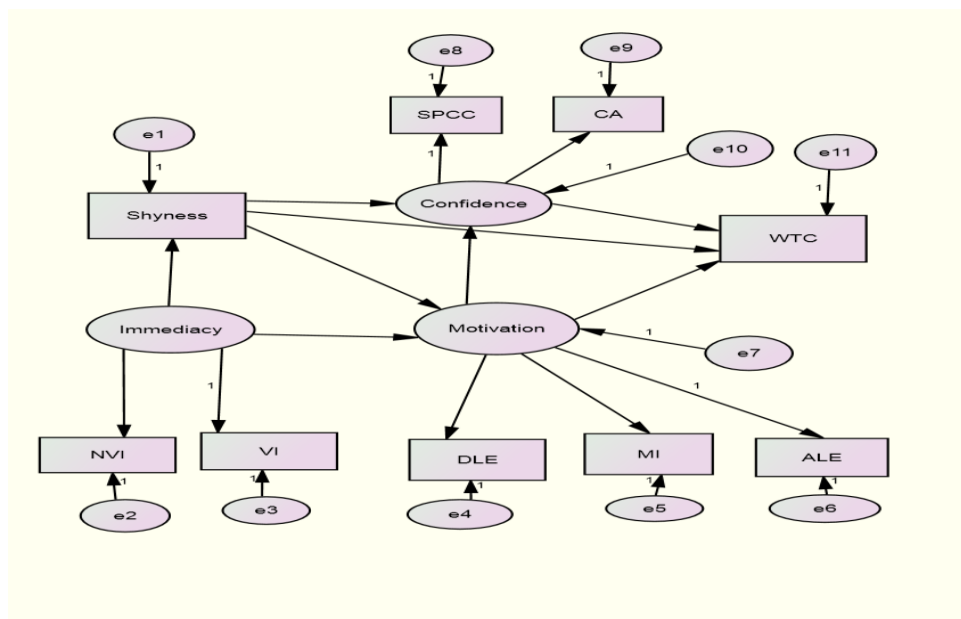 e8
e9
1
1
SPCC
CA
e1
1
1
e10
e11
1
1
Shyness
Confidence
WTC
Immediacy
Motivation
1
e7
1
1
NVI
VI
DLE
MI
ALE
1
1
1
1
1
e2
e3
e4
e5
e6